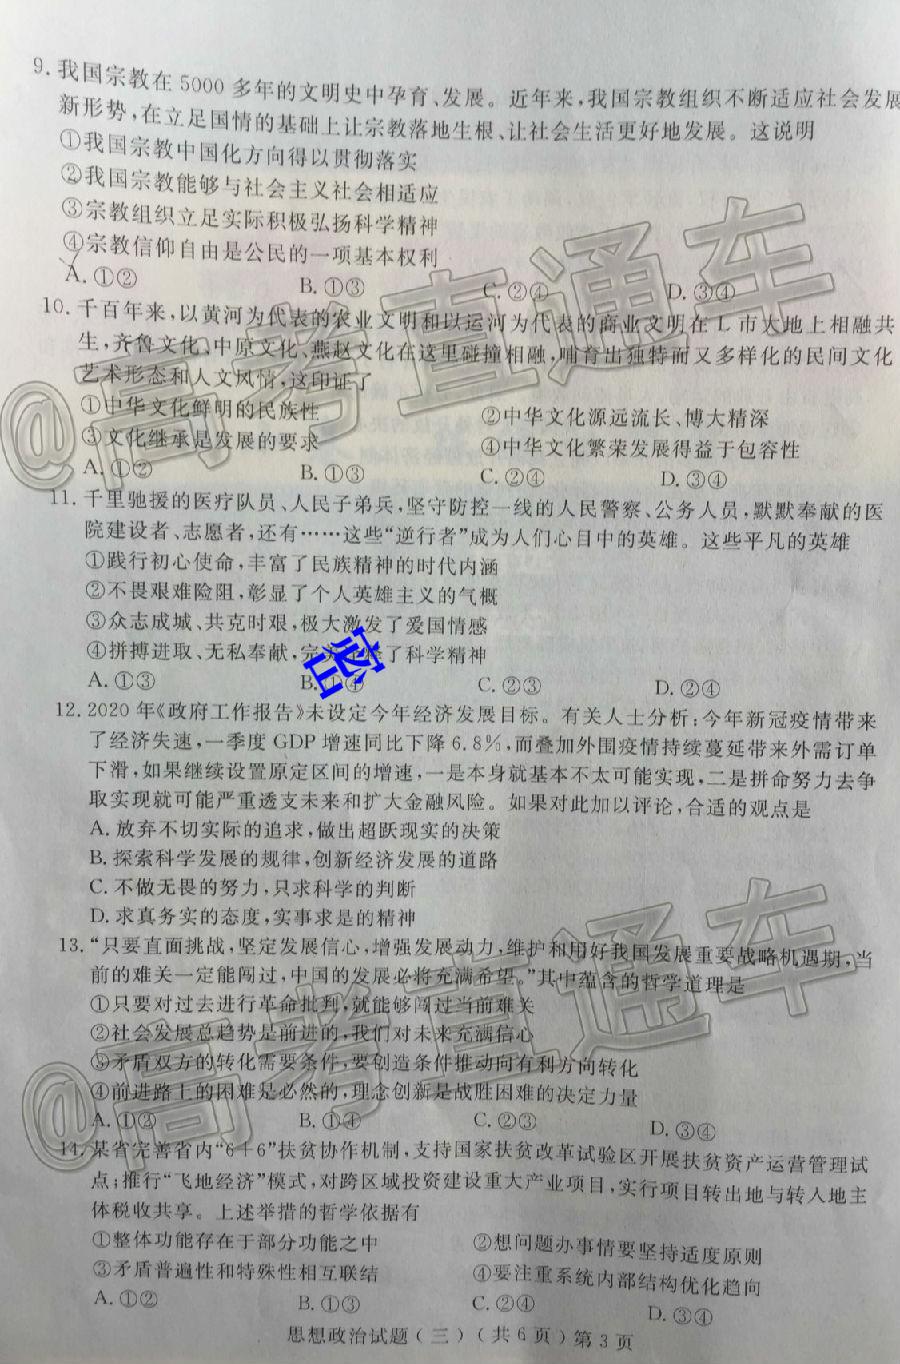 9. 我国宗教在 5000 多年的文明史中孕育、发展。近年来,我国宗教组织不断适应社会发展
新形势,在立足国情的基础上让宗教落地生根、让社会生活更好地发展。这说明
①我国宗教中国化方向得以贯彻落实
②我国宗教能够与社会主义社会相适应
③宗教组织立足实际积极弘扬科学精神
④宗教信仰自由是公民的一项基本权利
A. ①② B. ①③ C. ②④ D. ③④
10. 千百年来,以黄河为代表的农业文明和以运河为代表的商业文明在 L 市大地上相融共
生,齐鲁文化、中原文化、燕赵文化在这里碰撞相融,哺育出独特而又多样化的民间文化
艺术形态和人文风情,这印证了
①中华文化鲜明的民族性 ②中华文化源远流长、博大精深
③文化继承是发展的要求 ④中华文化繁荣发展得益于包容性
A. ①② B. ①③ C. ②④ D. ③④
11. 千里驰援的医疗队员、人民子弟兵,坚守防控一线的人民警察、公务人员,默默奉献的医
院建设者、志愿者,还有……这些“逆行者”成为人们心目中的英雄。这些平凡的英雄
①践行初心使命,丰富了民族精神的时代内涵
②不畏艰难险阻,彰显了个人英雄主义的气概
③众志成城、共克时艰,极大激发了爱国情感
④拼搏进取、无私奉献,完 了科学精神
A. ①③ B. ①④ C. ②③ D. ②④
12. 2020 年《政府工作报告》未设定今年经济发展目标。有关人士分析:今年新冠疫情带来
了经济失速,一季度 GDP 增速同比下降 6.8%,而叠加外围疫情持续蔓延带来外需订单
下滑,如果继续设置原定区间的增速,一是本身就基本不太可能实现,二是拼命努力去争
取实现就可能严重透支未来和扩大金融风险。如果对此加以评论,合适的观点是
A. 放弃不切实际的追求,做出超跃现实的决策
B. 探索科学发展的规律,创新经济发展的道路
C. 不做无畏的努力,只求科学的判断
D. 求真务实的态度,实事求是的精神
13. “只要直面挑战,坚定发展信心,增强发展动力,维护和用好我国发展重要战略机遇期,当
前的难关一定能闯过,中国的发展必将充满希望。”其中蕴含的哲学道理是
①只要对过去进行革命批判,就能够闯过当前难关
②社会发展总趋势是前进的,我们对未来充满信心
③矛盾双方的转化需要条件,要创造条件推动向有利方向转化
④前进路上的困难是必然的,理念创新是战胜困难的决定力量
A. ①② B. ①④ C. ②③ D. ③④
14. 某省完善省内“6+6”扶贫协作机制,支持国家扶贫改革试验区开展扶贫资产运营管理试
点;推行“飞地经济”模式,对跨区域投资建设重大产业项目,实行项目转出地与转入地主
体税收共享。上述举措的哲学依据有
①整体功能存在于部分功能之中 ②想问题办事情要坚持适度原则
③矛盾普遍性和特殊性相互联结 ④要注重系统内部结构优化趋向
A. ①② B. ①③ C. ②④ D. ③④
思想政治试题(三)(共 6 页)第 3 页
@高考直通车
@高考直通车